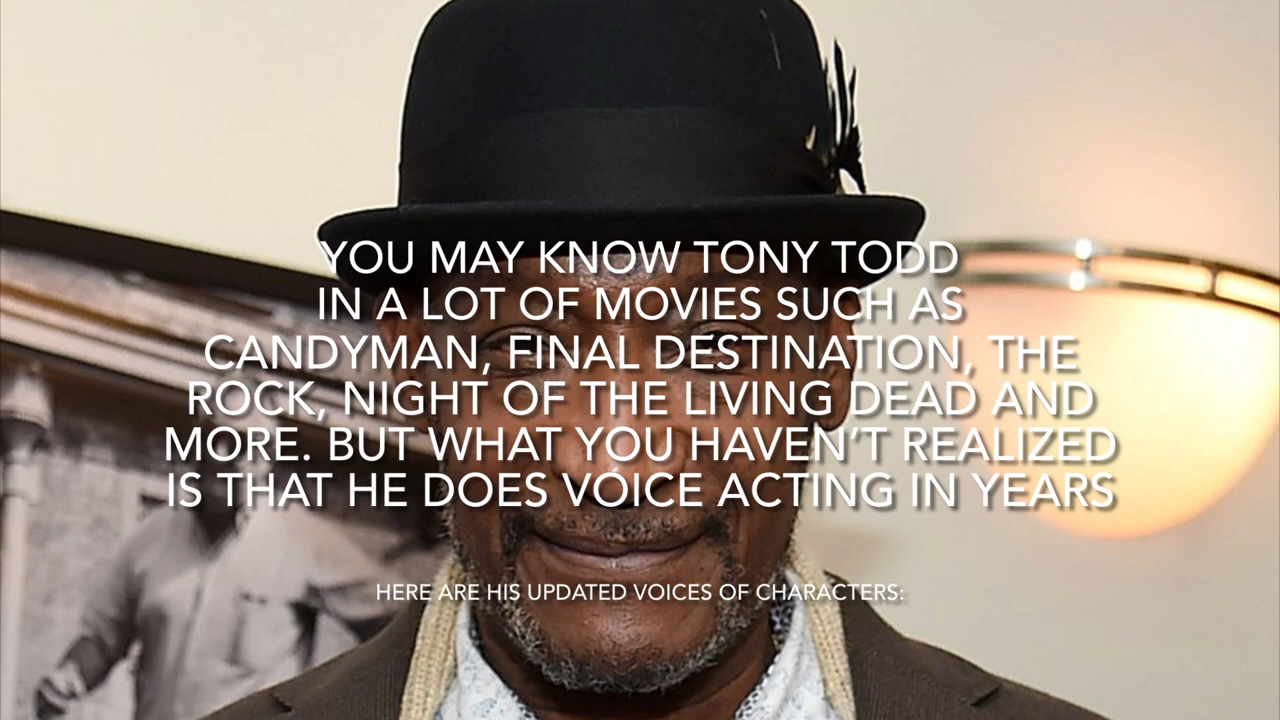 YOU MAY KNOW TONY TODD
IN A LOT OF MOVIES SUCH AS
CANDYMAN, FINAL DESTINATION, THE
ROCK, NIGHT OF THE LIVING DEAD AND
MORE. BUT WHAT YOU HAVEN'T REALIZED
IS THAT HE DOES VOICE ACTING IN YEARS
HERE ARE HIS UPDATED VOICES OF CHARACTERS: